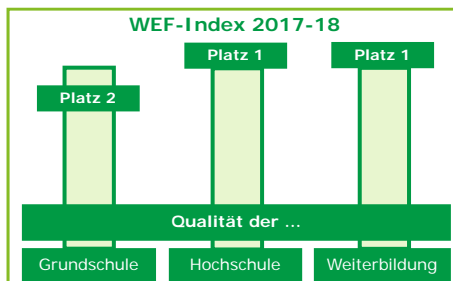 WEF-Index 2017-18
Platz 1
Platz 1
Platz 2
Qualität der ...
Grundschule
Hochschule
Weiterbildung